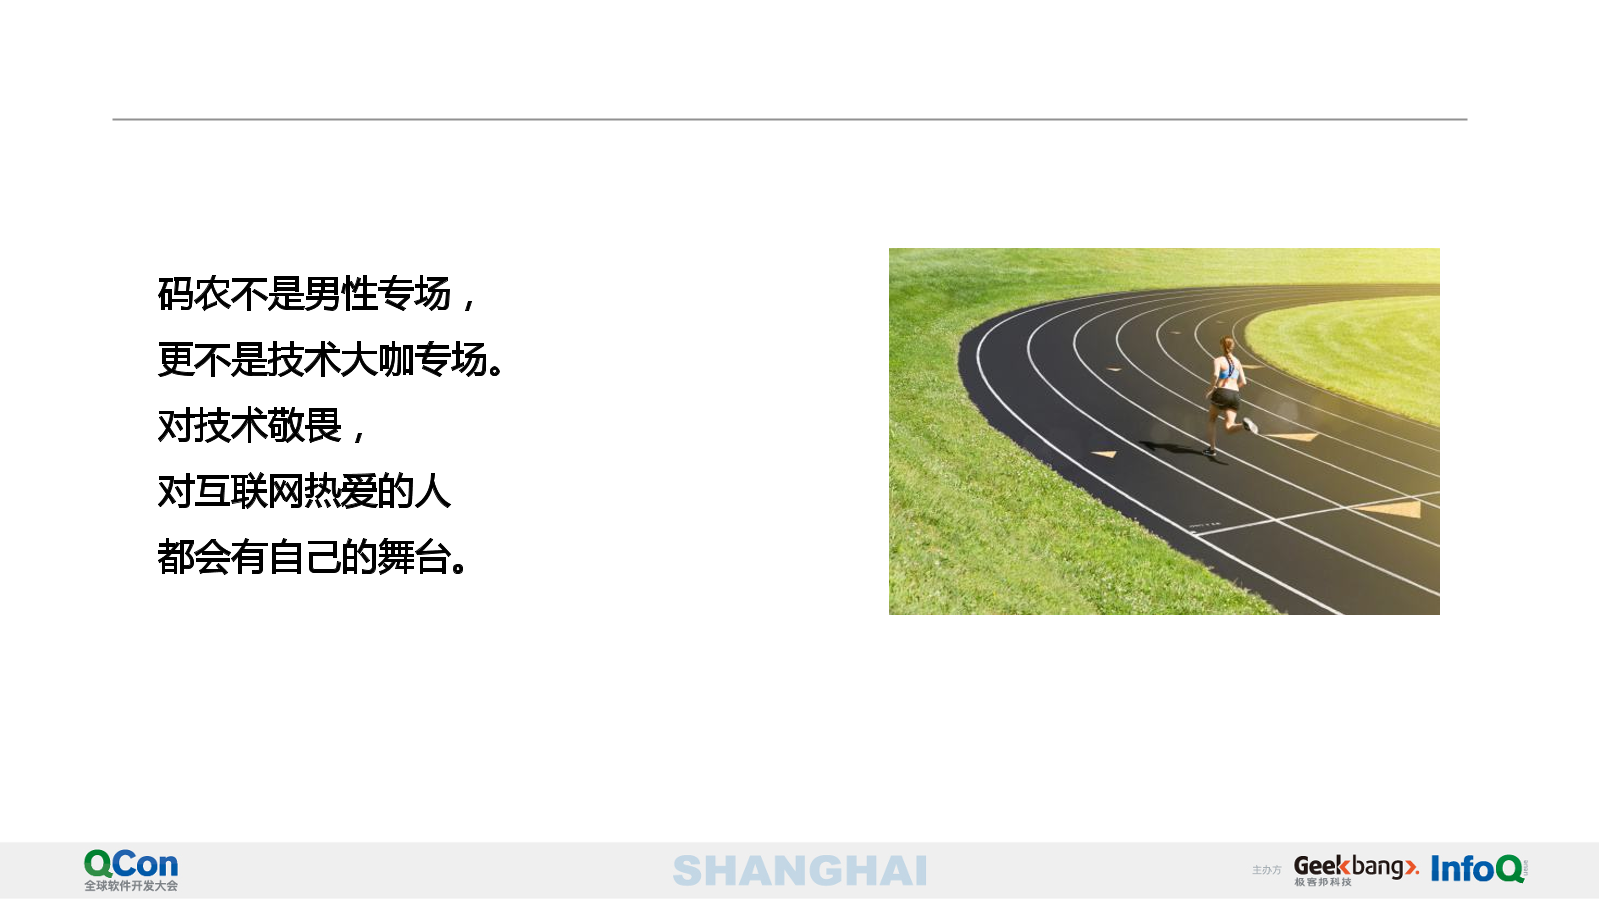 码农不是男性专场，
更不是技术大咖专场。
对技术敬畏，
对互联网热爱的人
都会有自己的舞台。
QCon
全球软件开发大会
SHANGHAI
主办方
Geekbang>.
极客邦科技
InfoQ